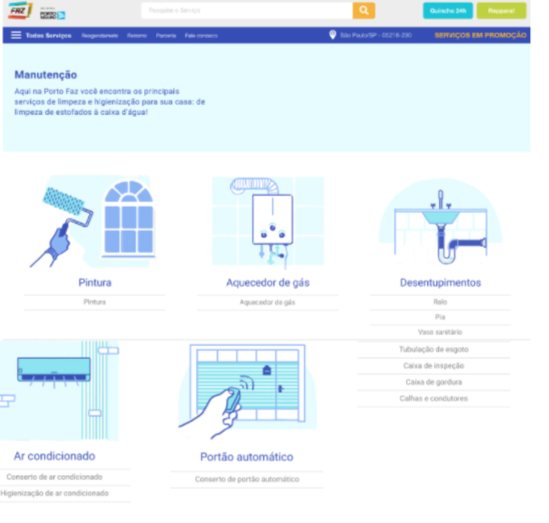 FAZ
PORTO SEGURO
Pesquise o Serviço
Guincho 24h
Reppara!
Todos Serviços
Reagendamento
Retorno
Parceria
Fale conosco
São Paulo/SP -
SERVIÇOS EM PROMOÇÃO
Manutenção
Aqui na Porto Faz você encontra os principais
serviços de limpeza e higienização para sua casa: de
limpeza de estofados à caixa d'água!
Pintura
Pintura
Aquecedor de gás
Aquecedor de gás
Desentupimentos
Ralo
Pia
Vaso sanitário
Tubulação de esgoto
Caixa de inspeção
Caixa de gordura
Calhas e condutores
Ar condicionado
Conserto de ar condicionado
Higienização de ar condicionado
Portão automático
Conserto de portão automático